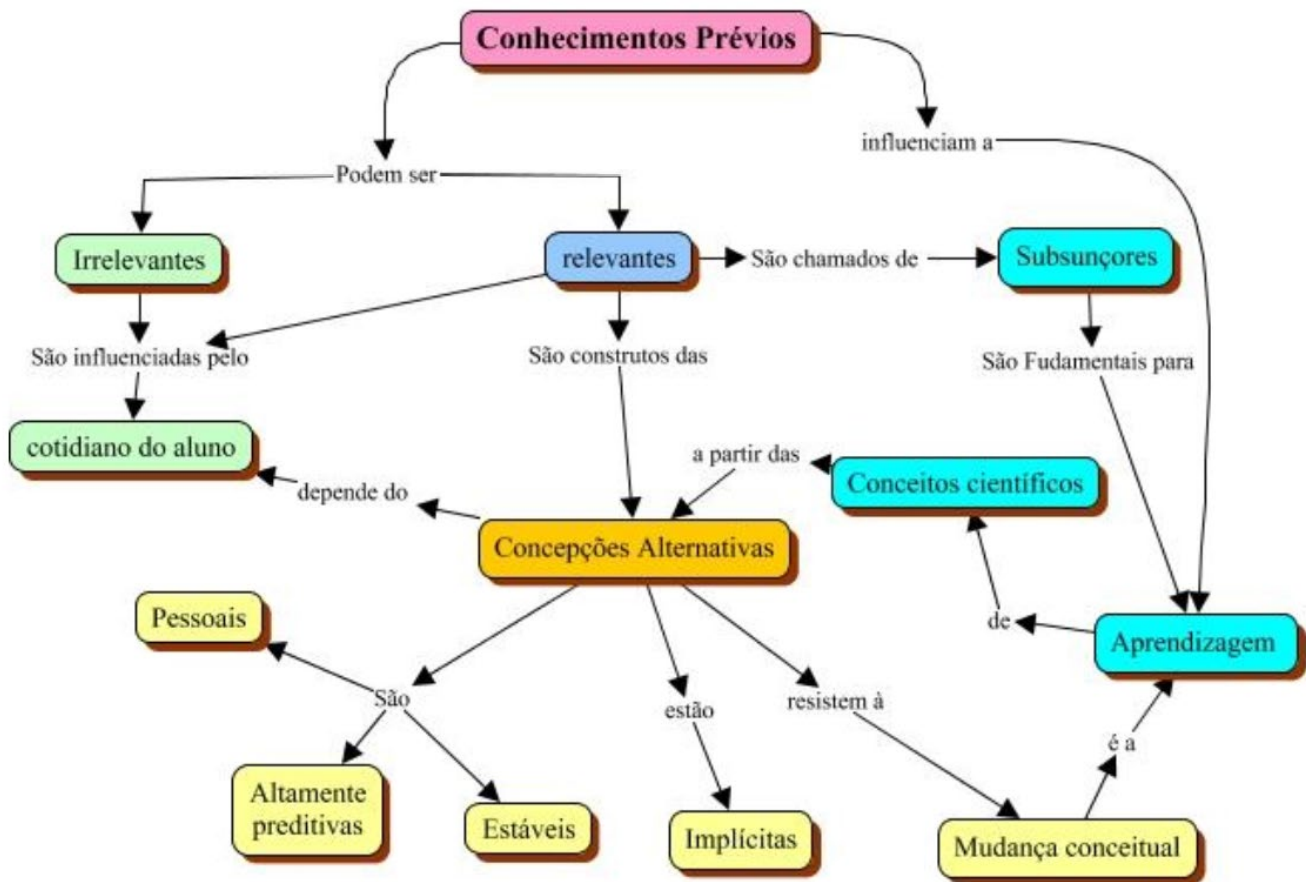 Conhecimentos Prévios
influenciam a
Podem ser
Irrelevantes
relevantes
São chamados de
Subsunçores
São influenciadas pelo
São construtos das
São Fudamentais para
cotidiano do aluno
a partir das
Conceitos científicos
depende do
Concepções Alternativas
Pessoais
de
Aprendizagem
São
estão
resistem à
é a
Altamente
preditivas
Estáveis
Implícitas
Mudança conceitual